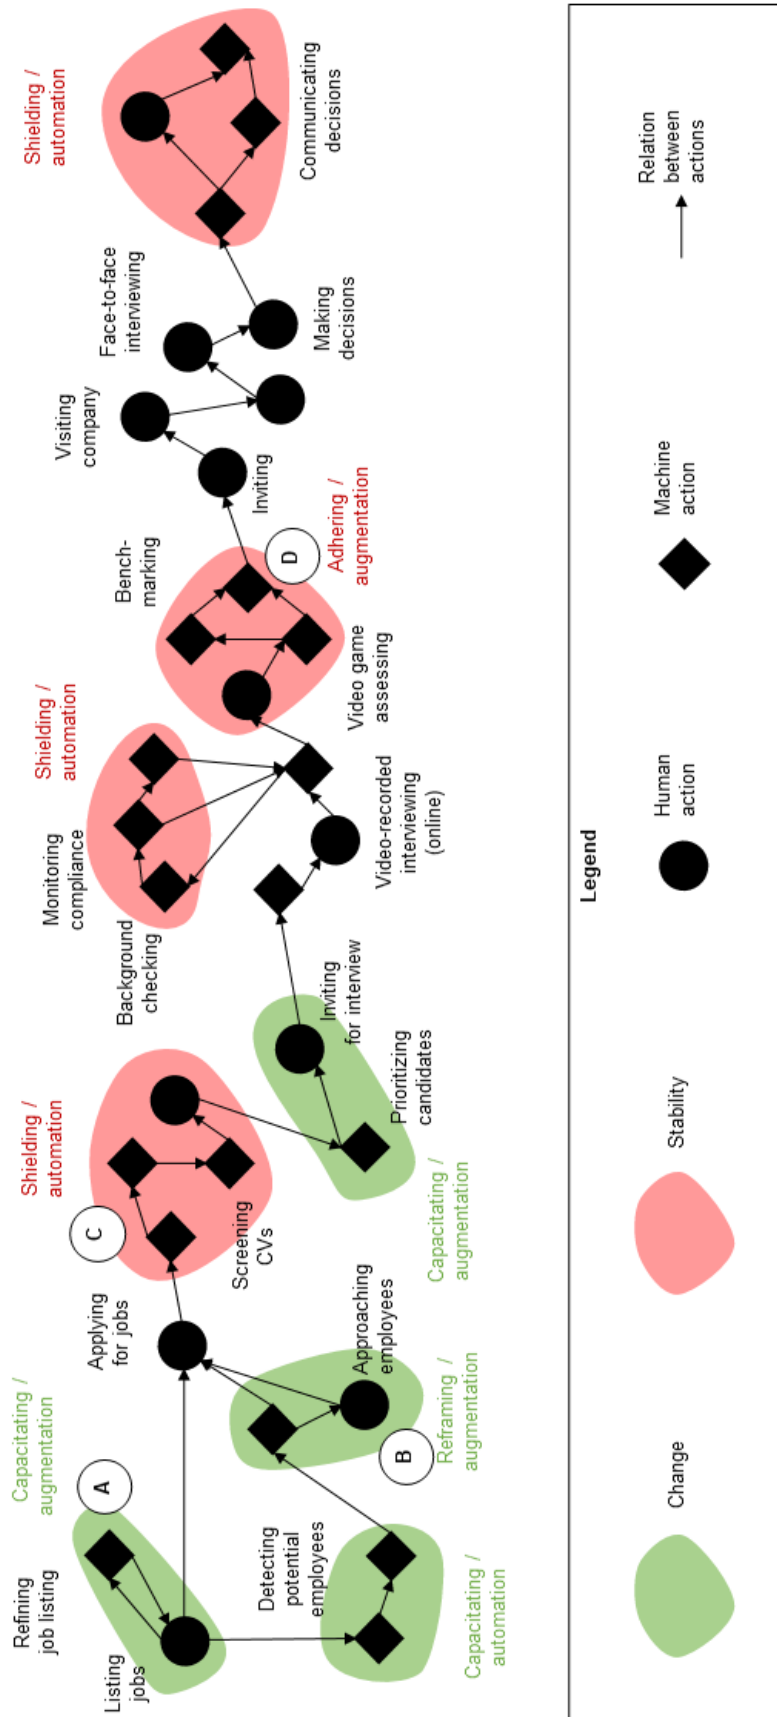 Refining
job listing
Listing
jobs
Capacitating /
augmentation
A
Detecting
potential
employees
Capacitating /
automation
Applying
for jobs
Approaching
employees
B
Reframing /
augmentation
C
Shielding /
automation
Screening
CVs
Capacitating /
augmentation
Prioritizing
candidates
Inviting
for interview
Background
checking
Monitoring
compliance
Shielding /
automation
Video-recorded
interviewing
(online)
Video game
assessing
Bench-
marking
D
Adhering /
augmentation
Inviting
Visiting
company
Face-to-face
interviewing
Making
decisions
Shielding /
automation
Communicating
decisions
Legend
Change
Stability
Human
action
Machine
action
Relation
between
actions